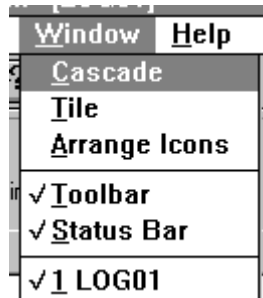 Window Help
Cascade
Tile
Arrange Icons
✓ Toolbar
✓ Status Bar
✓ 1 LOG01